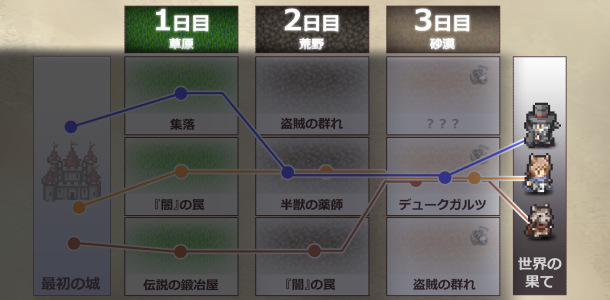 1日目
草原
2日目
荒野
3日目
砂漠
集落
盗賊の群れ
？？？
『闇』の罠
半獣の薬師
デュークガルツ
伝説の鍛冶屋
『闇』の罠
盗賊の群れ
最初の城
世界の
果て